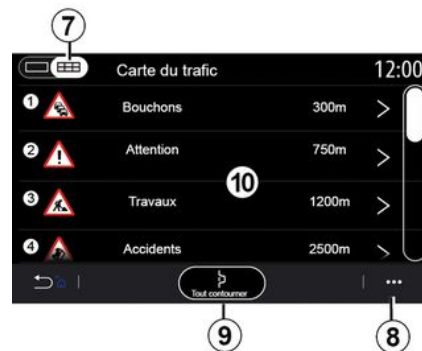 7
Carte du trafic 12:00
1 Bouchons 300m
2 Attention 750m
10
3 Travaux 1200m
4 Accidents 2500m
Tout contourner
9 8